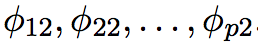 ϕ₁₂, ϕ₂₂, . . . , ϕₚ₂.